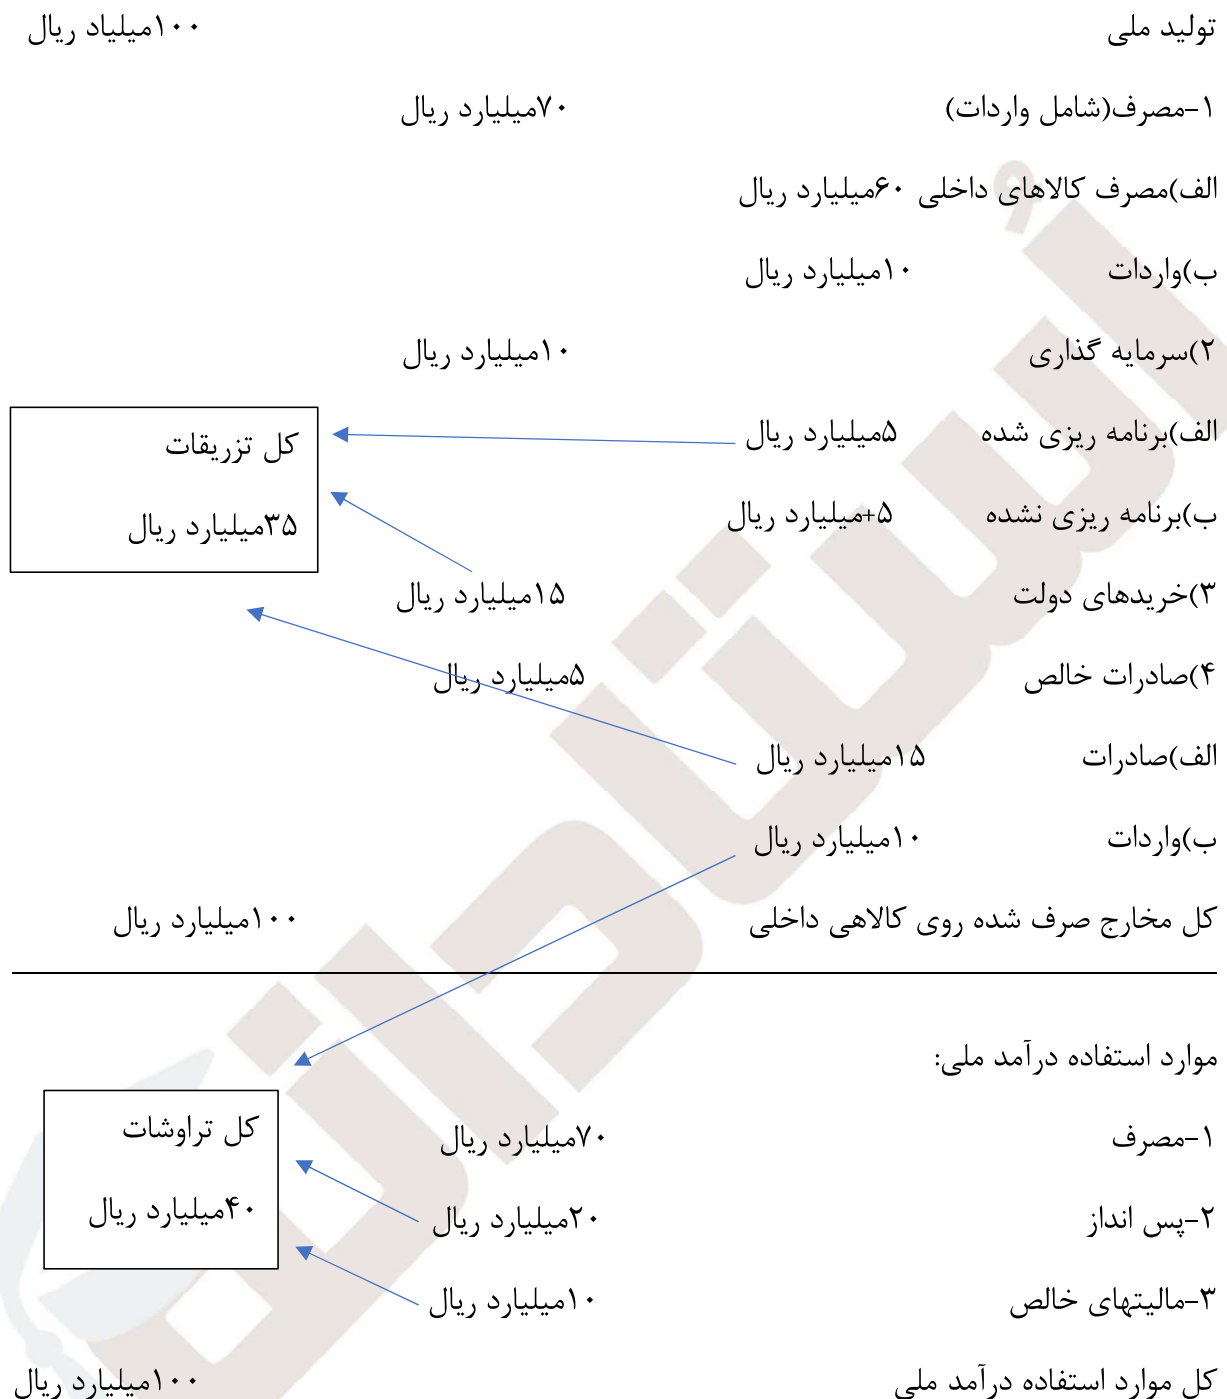 تولید ملی ۱۰۰میلیاد ریال
۱-مصرف(شامل واردات) ۷۰میلیارد ریال
الف)مصرف کالاهای داخلی ۶۰میلیارد ریال
ب)واردات ۱۰میلیارد ریال
۲)سرمایه گذاری ۱۰میلیارد ریال
الف)برنامه ریزی شده ۵میلیارد ریال
کل تزریقات
ب)برنامه ریزی نشده ۵+میلیارد ریال
۳۵میلیارد ریال
۳)خریدهای دولت ۱۵میلیارد ریال
۴)صادرات خالص ۵میلیارد ریال
الف)صادرات ۱۵میلیارد ریال
ب)واردات ۱۰میلیارد ریال
کل مخارج صرف شده روی کالاهی داخلی ۱۰۰میلیارد ریال
موارد استفاده درآمد ملی:
۱-مصرف ۷۰میلیارد ریال
کل تراوشات
۲-پس انداز ۲۰میلیارد ریال
۴۰میلیارد ریال
۳-مالیتهای خالص ۱۰میلیارد ریال
کل موارد استفاده درآمد ملی ۱۰۰میلیارد ریال
استادان